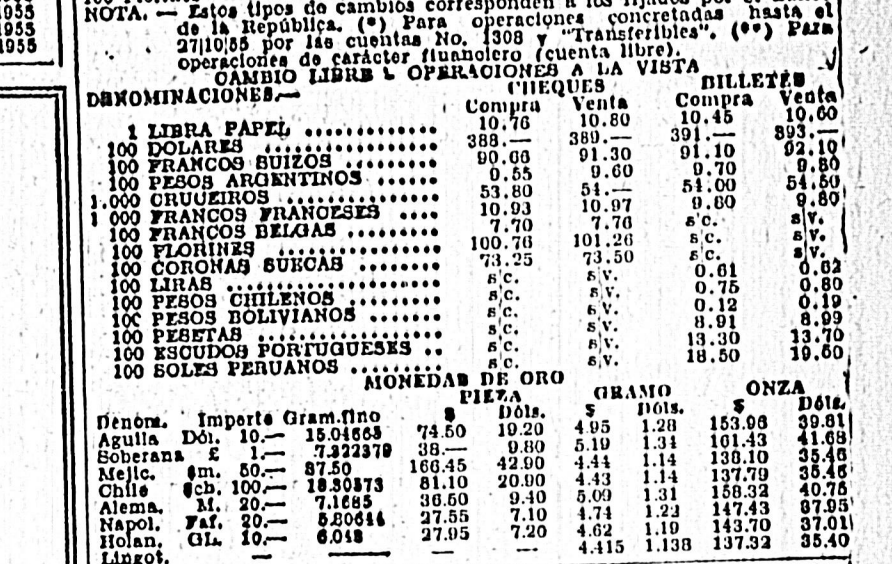 1955
1955
1955
NOTA. — Estos tipos de cambios corresponden a los fijados por el
de la República. (*) Para operaciones concretadas hasta el
27|10|55 por las cuentas No. 1308 y "Transferibles". (**) Para
operaciones de carácter financiero (cuenta libre).
CAMBIO LIBRE OPERACIONES A LA VISTA
DENOMINACIONES.— CHEQUES BILLETES
Compra Venta Compra Venta
1 LIBRA PAPEL .............. 10.76 10.80 10.45 10.60
100 DOLARES .................. 388.— 389.— 391.— 393.—
100 FRANCOS SUIZOS ......... 90.66 91.30 91.10 92.10
100 PESOS ARGENTINOS ...... 9.55 9.60 9.70 9.80
1.000 CRUCEIROS ............... 53.80 54.— 54.00 54.50
1.000 FRANCOS FRANCESES .... 10.93 10.97 9.60 9.80
100 FRANCOS BELGAS ........ 7.70 7.76 s|c. s|v.
100 FLORINES ................ 100.76 101.26 s|c. s|v.
100 CORONAS SUECAS ........ 73.25 73.50 s|c. s|v.
100 LIRAS ..................... s|c. s|v. 0.61 0.62
100 PESOS CHILENOS ......... s|c. s|v. 0.75 0.80
100 PESOS BOLIVIANOS ....... s|c. s|v. 0.12 0.19
100 PESETAS ................. s|c. s|v. 8.91 8.99
100 ESCUDOS PORTUGUESES .. s|c. s|v. 13.30 13.70
100 SOLES PERUANOS ......... s|c. s|v. 18.50 19.50
MONEDAS DE ORO
PIEZA GRAMO ONZA
Denom. Importe Gram.fino $ Dóls. $ Dóls. $ Dóls.
Aguila Dól. 10.— 15.04663 74.50 19.20 4.95 1.28 153.96 39.81
Soberana £ 1.— 7.322379 38.— 9.80 5.19 1.34 161.43 41.68
Mejic. $m. 50.— 37.50 166.45 42.90 4.44 1.14 138.10 35.46
Chile $ch. 100.— 18.30573 81.10 20.90 4.43 1.14 137.79 35.46
Alema. M. 20.— 7.1685 36.50 9.40 5.09 1.31 158.32 40.76
Napol. Faf. 20.— 5.80644 27.55 7.10 4.74 1.22 147.43 37.95
Holan. GL. 10.— 6.048 27.95 7.20 4.62 1.19 143.70 37.01
Lingot. — — — — 4.415 1.138 137.32 35.40